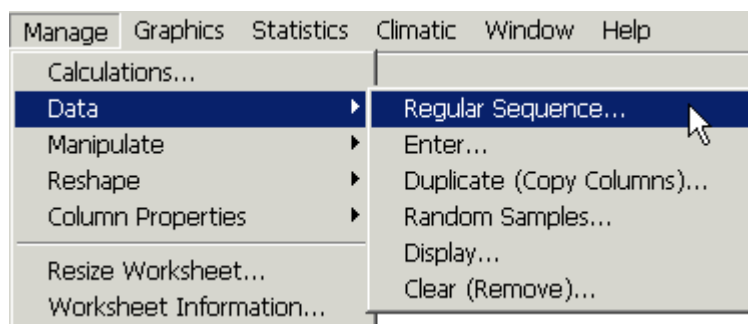 Manage Graphics Statistics Climatic Window Help
Calculations...
Data
Regular Sequence...
Manipulate
Enter...
Reshape
Duplicate (Copy Columns)...
Column Properties
Random Samples...
Display...
Resize Worksheet...
Clear (Remove)...
Worksheet Information...